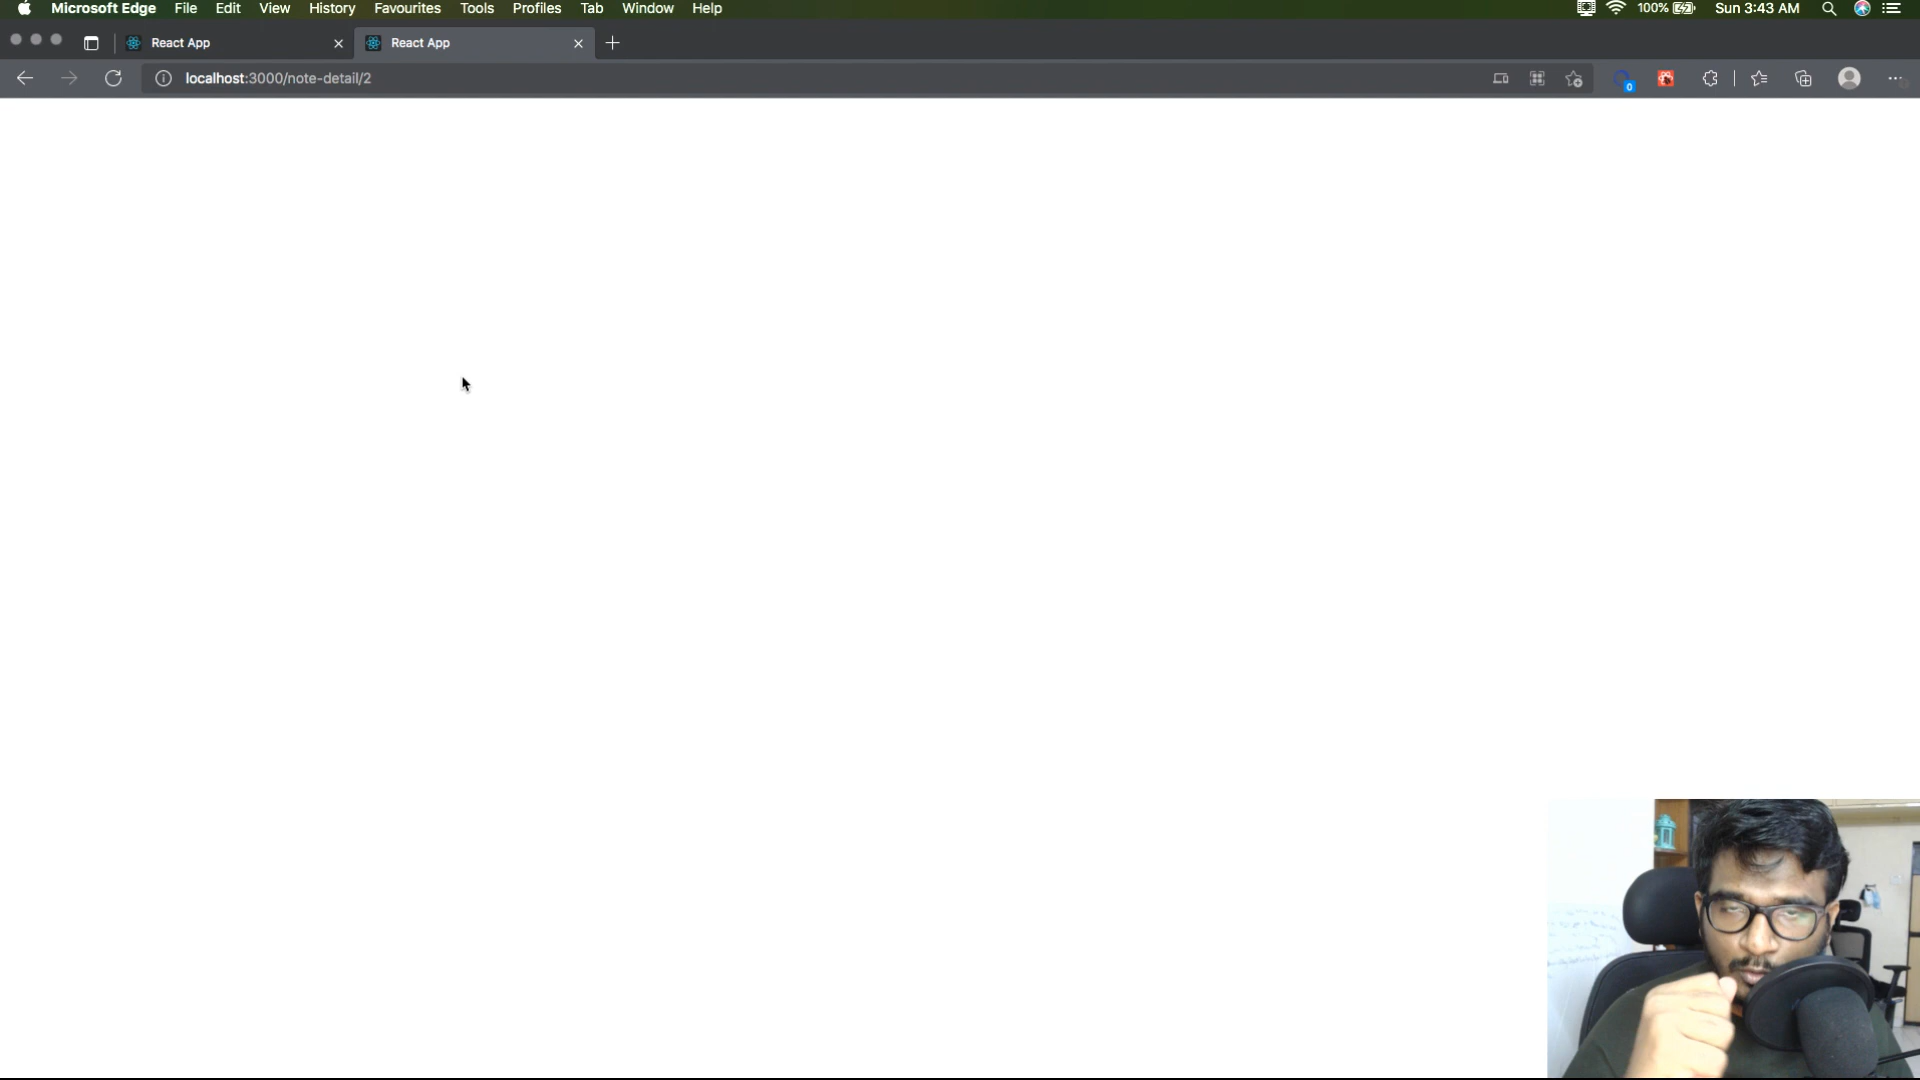 Microsoft Edge File Edit View History Favourites Tools Profiles Tab Window Help 100% Sun 3:43 AM
React App React App
localhost:3000/note-detail/2 0